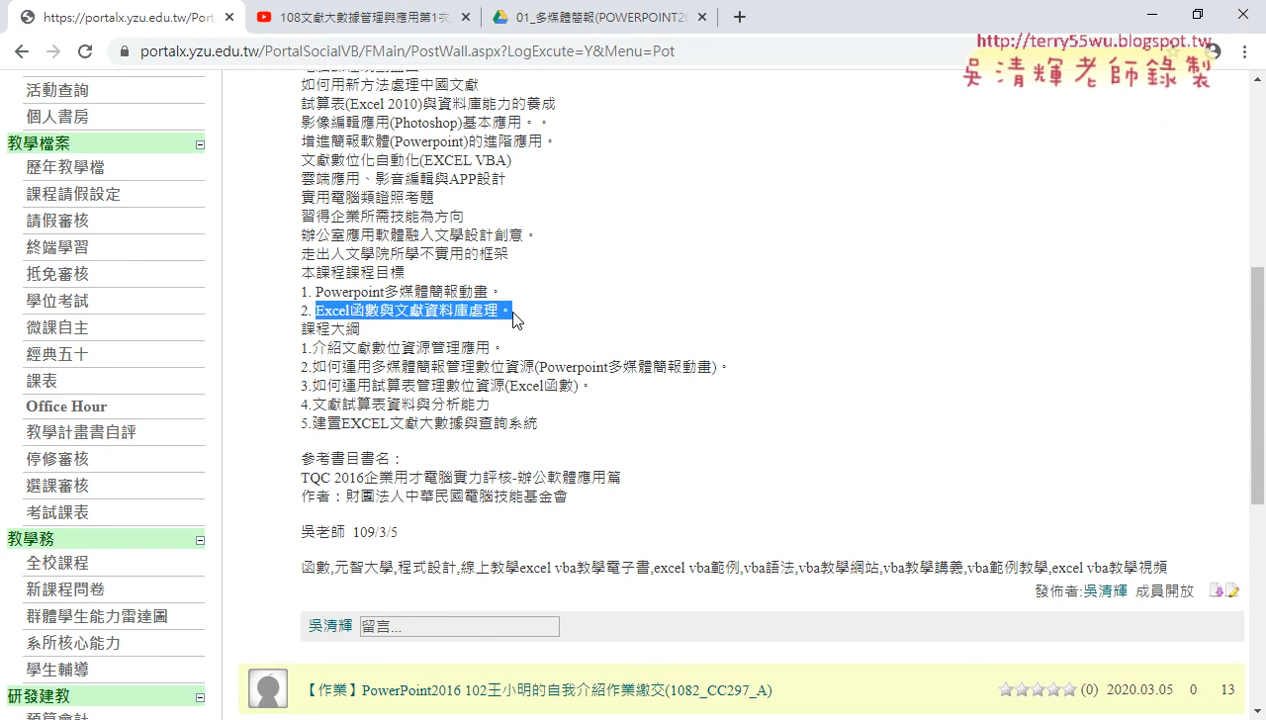 https://portalx.yzu.edu.tw/Port
108文獻大數據管理與應用第1次
01_多媒體簡報(POWERPOINT20
portalx.yzu.edu.tw/PortalSocialVB/FMain/PostWall.aspx?LogExcute=Y&Menu=Pot
http://terry55wu.blogspot.tw
吳清輝老師錄製
活動查詢
個人書房
教學檔案
歷年教學檔
課程請假設定
請假審核
終端學習
抵免審核
學位考試
微課自主
經典五十
課表
Office Hour
教學計畫書自評
停修審核
選課審核
考試課表
教學務
全校課程
新課程問卷
群體學生能力雷達圖
系所核心能力
學生輔導
研發建教
如何用新方法處理中國文獻
試算表(Excel 2010)與資料庫能力的養成
影像編輯應用(Photoshop)基本應用。。
增進簡報軟體(Powerpoint)的進階應用。
文獻數位化自動化(EXCEL VBA)
雲端應用、影音編輯與APP設計
實用電腦類證照考題
習得企業所需技能為方向
辦公室應用軟體融入文學設計創意。
走出人文學院所學不實用的框架
本課程課程目標
1. Powerpoint多媒體簡報動畫。
2. Excel函數與文獻資料庫處理。
課程大綱
1.介紹文獻數位資源管理應用。
2.如何運用多媒體簡報管理數位資源(Powerpoint多媒體簡報動畫)。
3.如何運用試算表管理數位資源(Excel函數)。
4.文獻試算表資料與分析能力
5.建置EXCEL文獻大數據與查詢系統
參考書目書名：
TQC 2016企業用才電腦實力評核-辦公軟體應用篇
作者：財團法人中華民國電腦技能基金會
吳老師 109/3/5
函數,元智大學,程式設計,線上教學excel vba教學電子書,excel vba範例,vba語法,vba教學網站,vba教學講義,vba範例教學,excel vba教學視頻
發佈者:吳清輝 成員開放
吳清輝 留言...
【作業】PowerPoint2016 102王小明的自我介紹作業繳交(1082_CC297_A)
(0) 2020.03.05 0 13